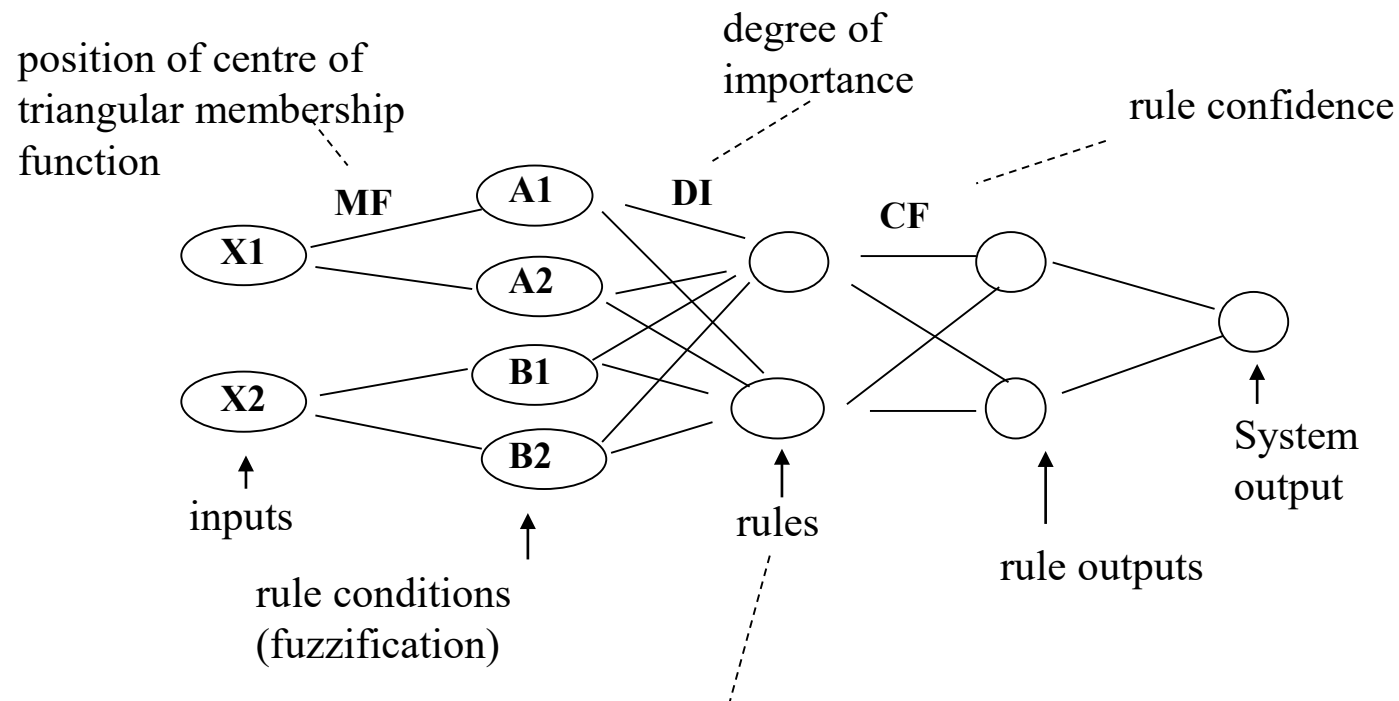 position of centre of
triangular membership
function
degree of
importance
rule confidence
MF
A1
DI
CF
X1
A2
B1
X2
B2
inputs
rules
System
output
rule outputs
rule conditions
(fuzzification)